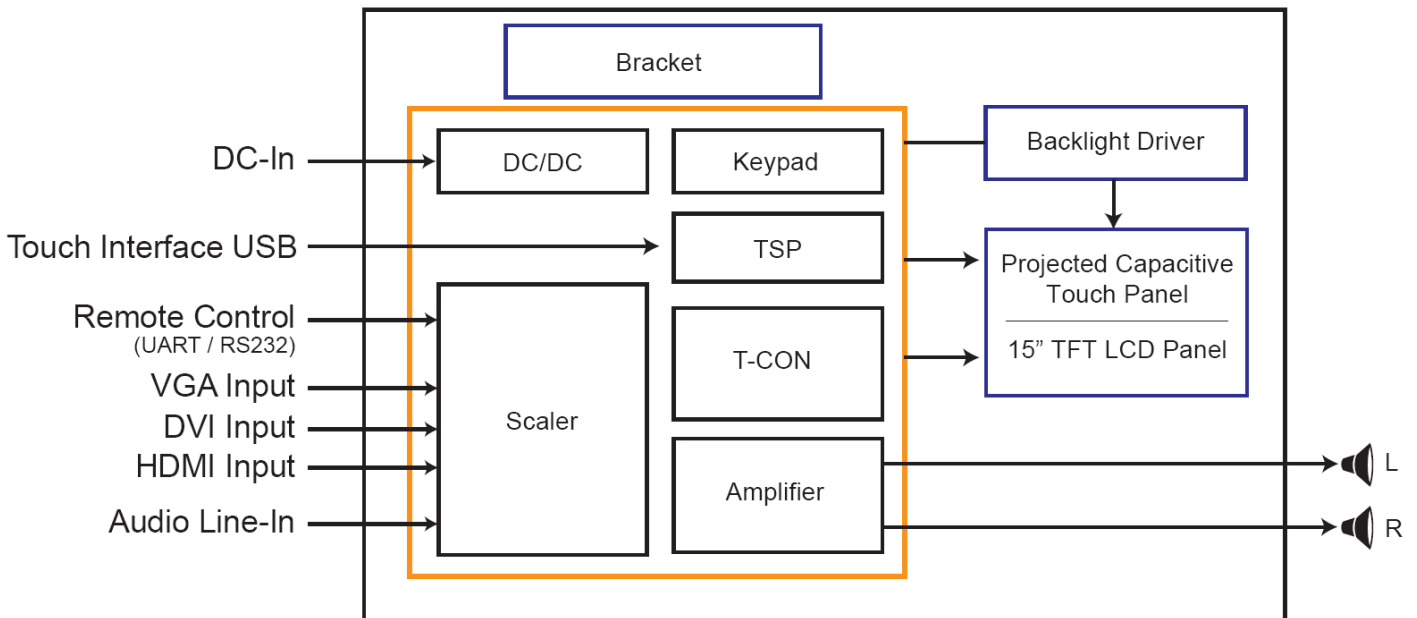 Bracket
DC-In
DC/DC
Keypad
Backlight Driver
Touch Interface USB
TSP
Projected Capacitive
Touch Panel
15” TFT LCD Panel
Remote Control
(UART / RS232)
VGA Input
DVI Input
HDMI Input
Audio Line-In
Scaler
T-CON
Amplifier
L
R